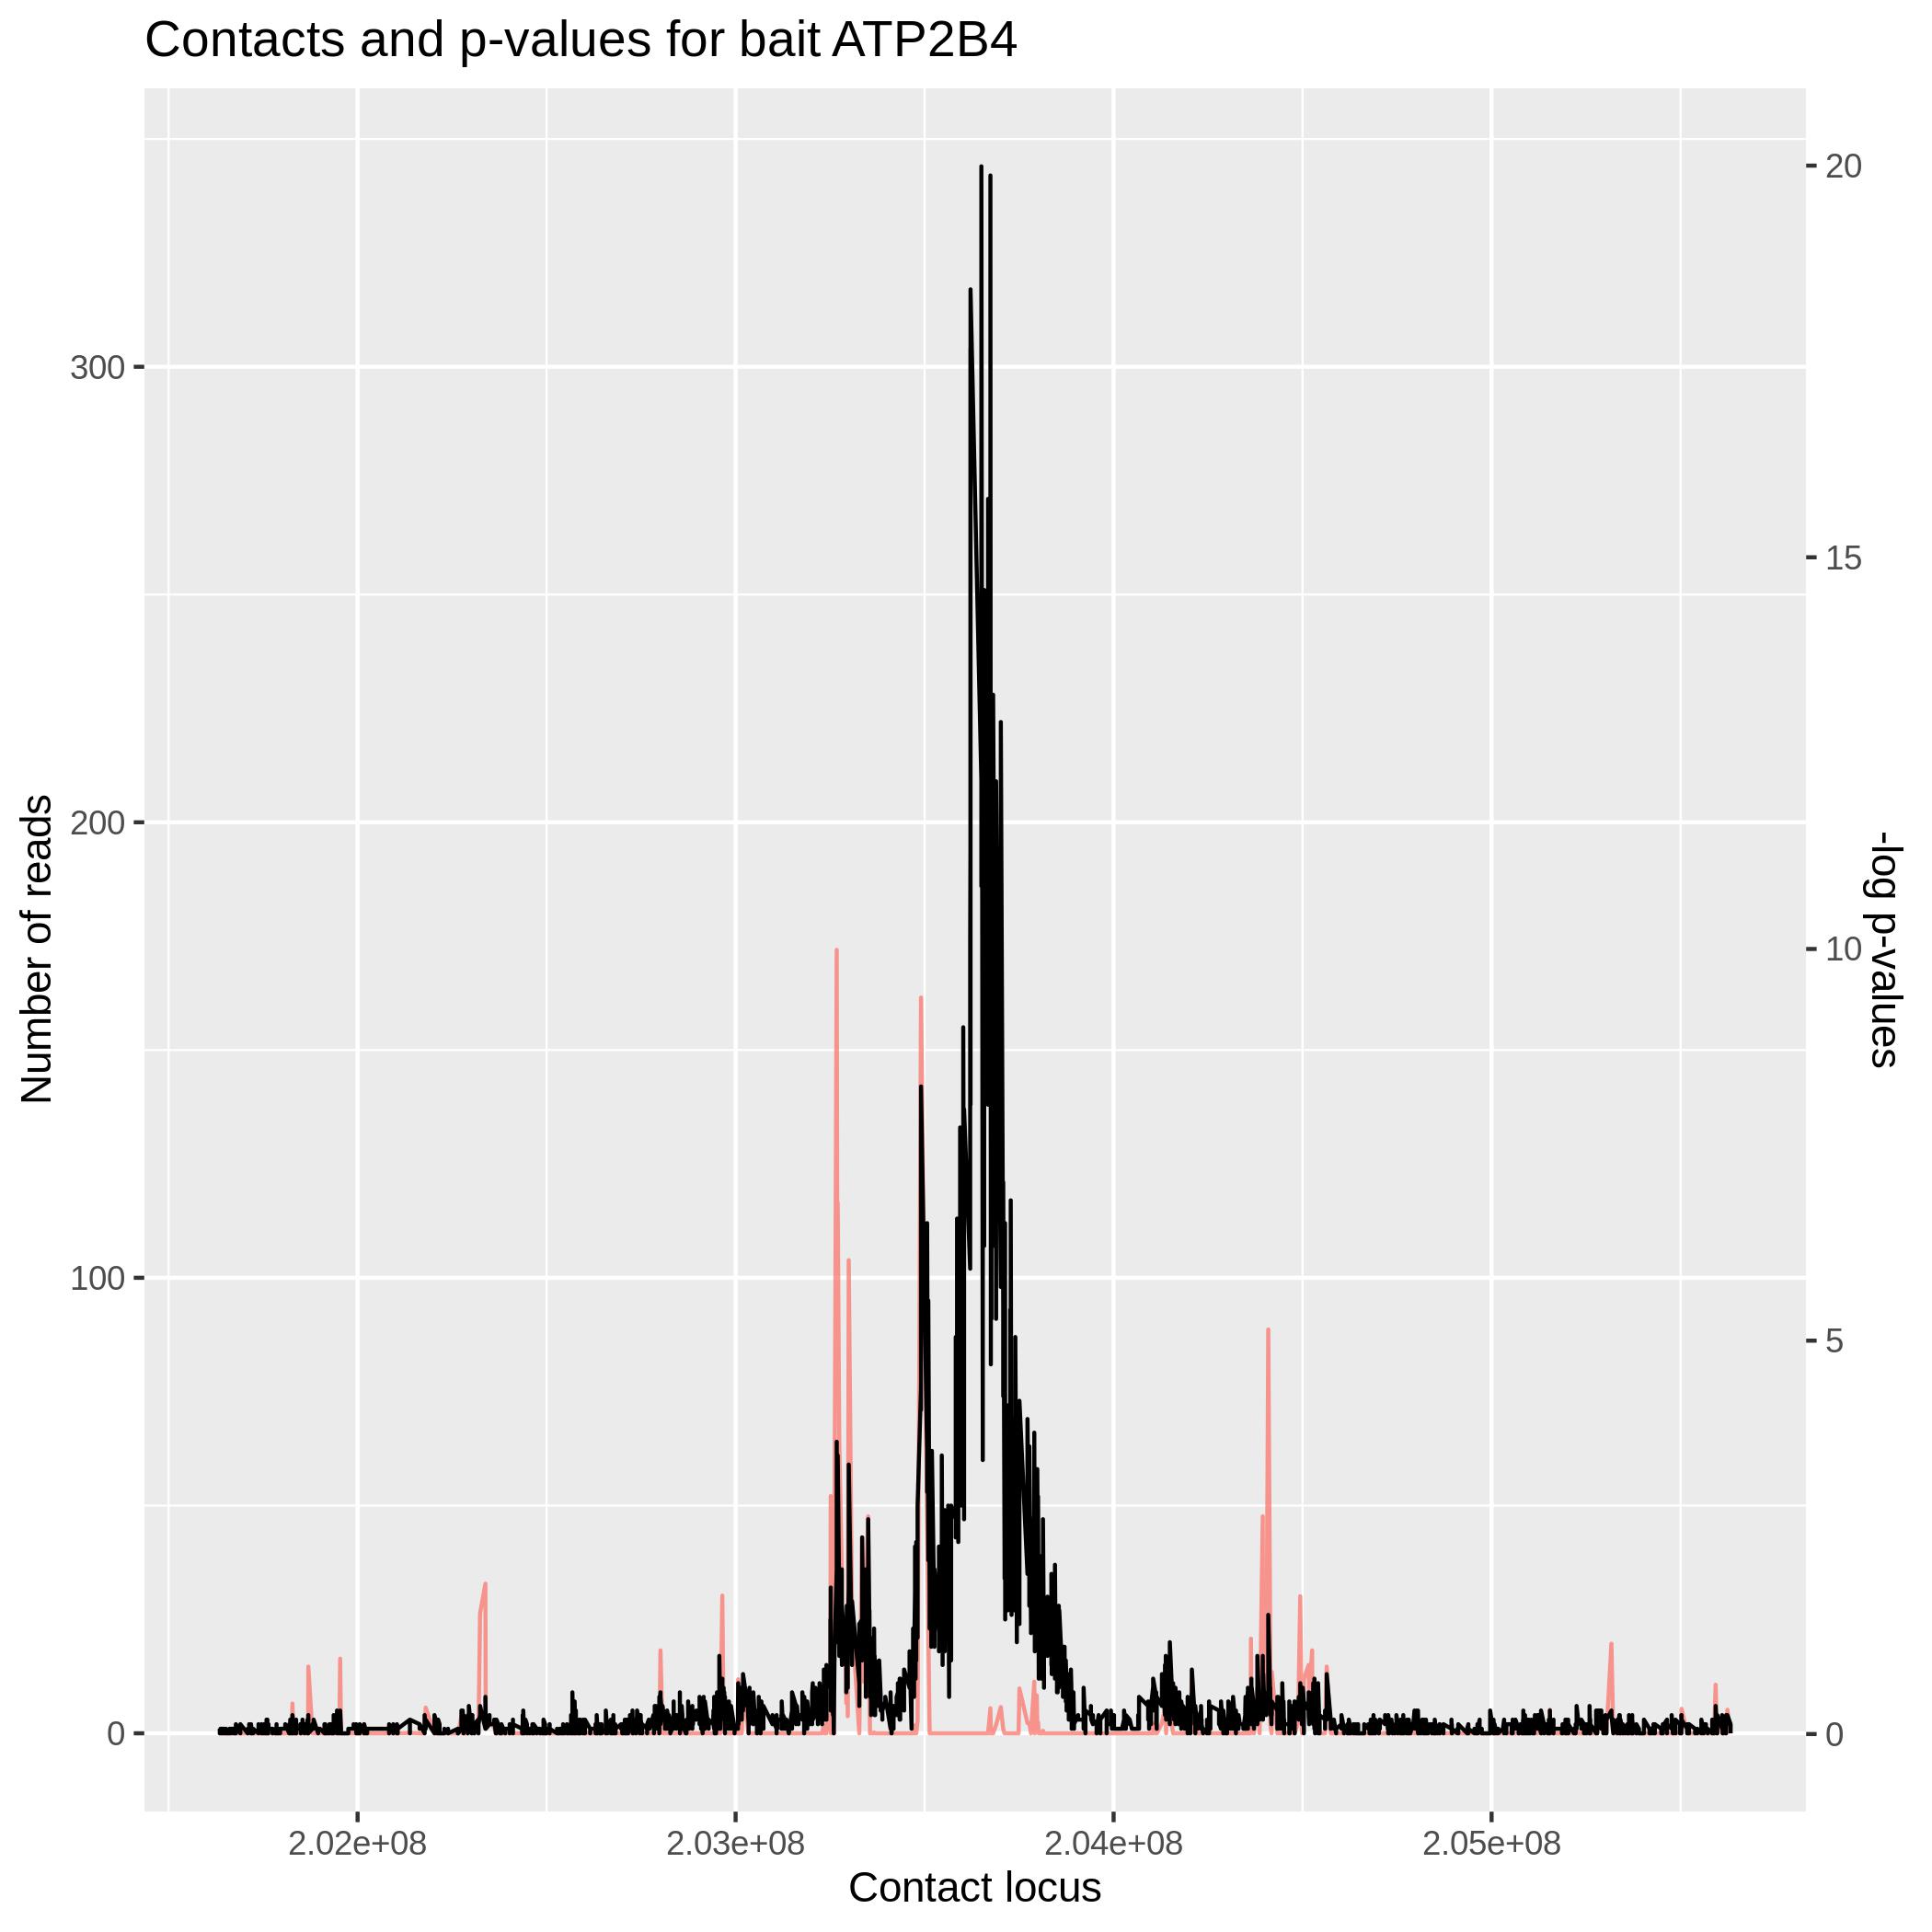 Contacts and p-values for bait ATP2B4
Number of reads
300
200
100
0
20
15
10
5
0
-log p-values
2.02e+08 2.03e+08 2.04e+08 2.05e+08
Contact locus